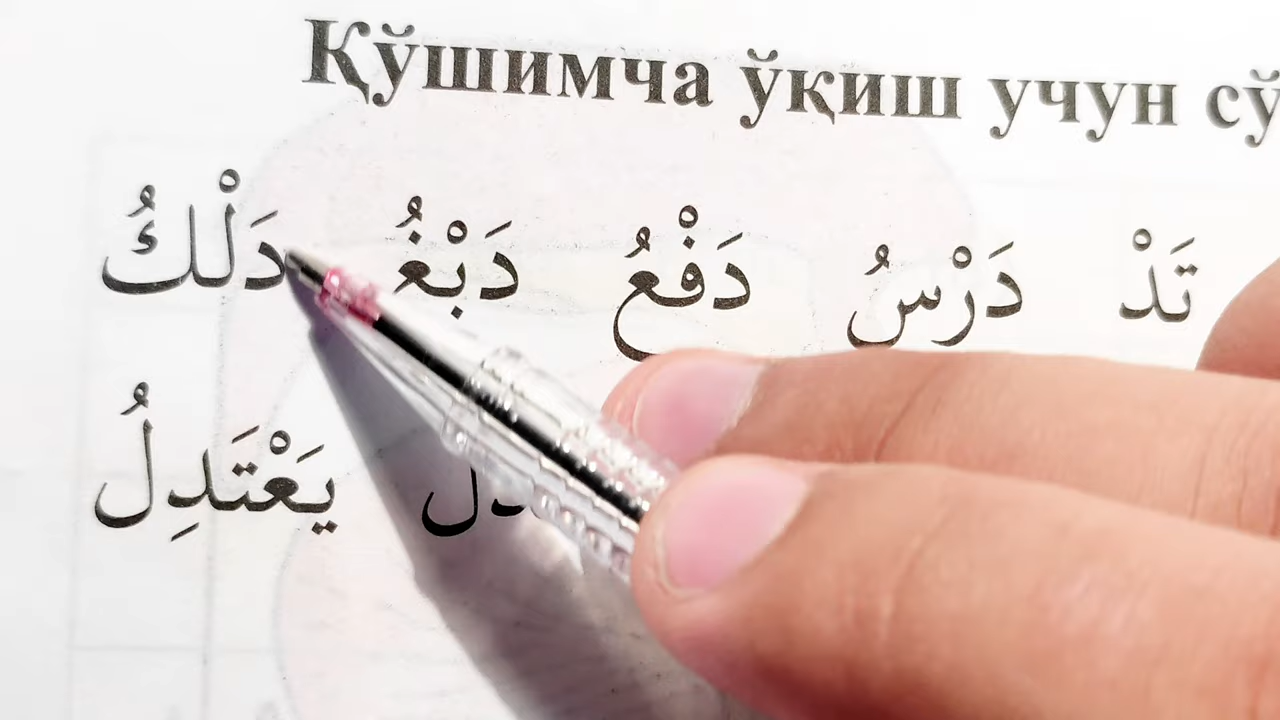 Қўшимча ўқиш учун сў
تَدْ دَرْسُ دَفْعُ دَبْغُ دَلْكُ
يَعْتَدِلُ